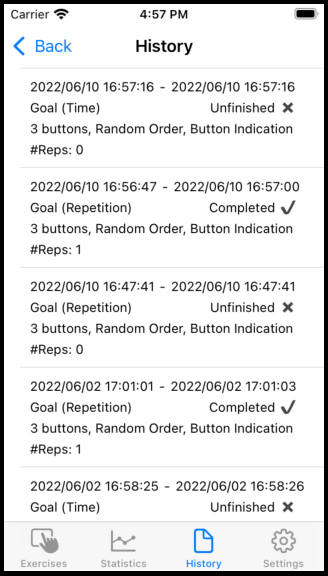 Carrier 4:57 PM
Back History
2022/06/10 16:57:16 - 2022/06/10 16:57:16
Goal (Time) Unfinished ✖
3 buttons, Random Order, Button Indication
#Reps: 0
2022/06/10 16:56:47 - 2022/06/10 16:57:00
Goal (Repetition) Completed ✔
3 buttons, Random Order, Button Indication
#Reps: 1
2022/06/10 16:47:41 - 2022/06/10 16:47:41
Goal (Repetition) Unfinished ✖
3 buttons, Random Order, Button Indication
#Reps: 0
2022/06/02 17:01:01 - 2022/06/02 17:01:03
Goal (Repetition) Completed ✔
3 buttons, Random Order, Button Indication
#Reps: 1
2022/06/02 16:58:25 - 2022/06/02 16:58:26
Goal (Time) Unfinished ✖
Exercises Statistics History Settings